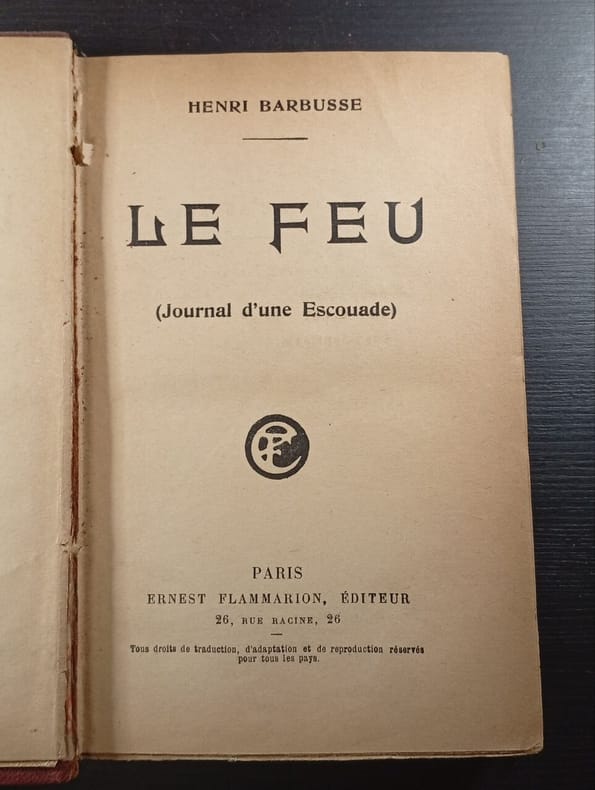 HENRI BARBUSSE
LE FEU
(Journal d'une Escouade)
PARIS
ERNEST FLAMMARION, ÉDITEUR
26, RUE RACINE, 26
Tous droits de traduction, d'adaptation et de reproduction réservés
pour tous les pays.